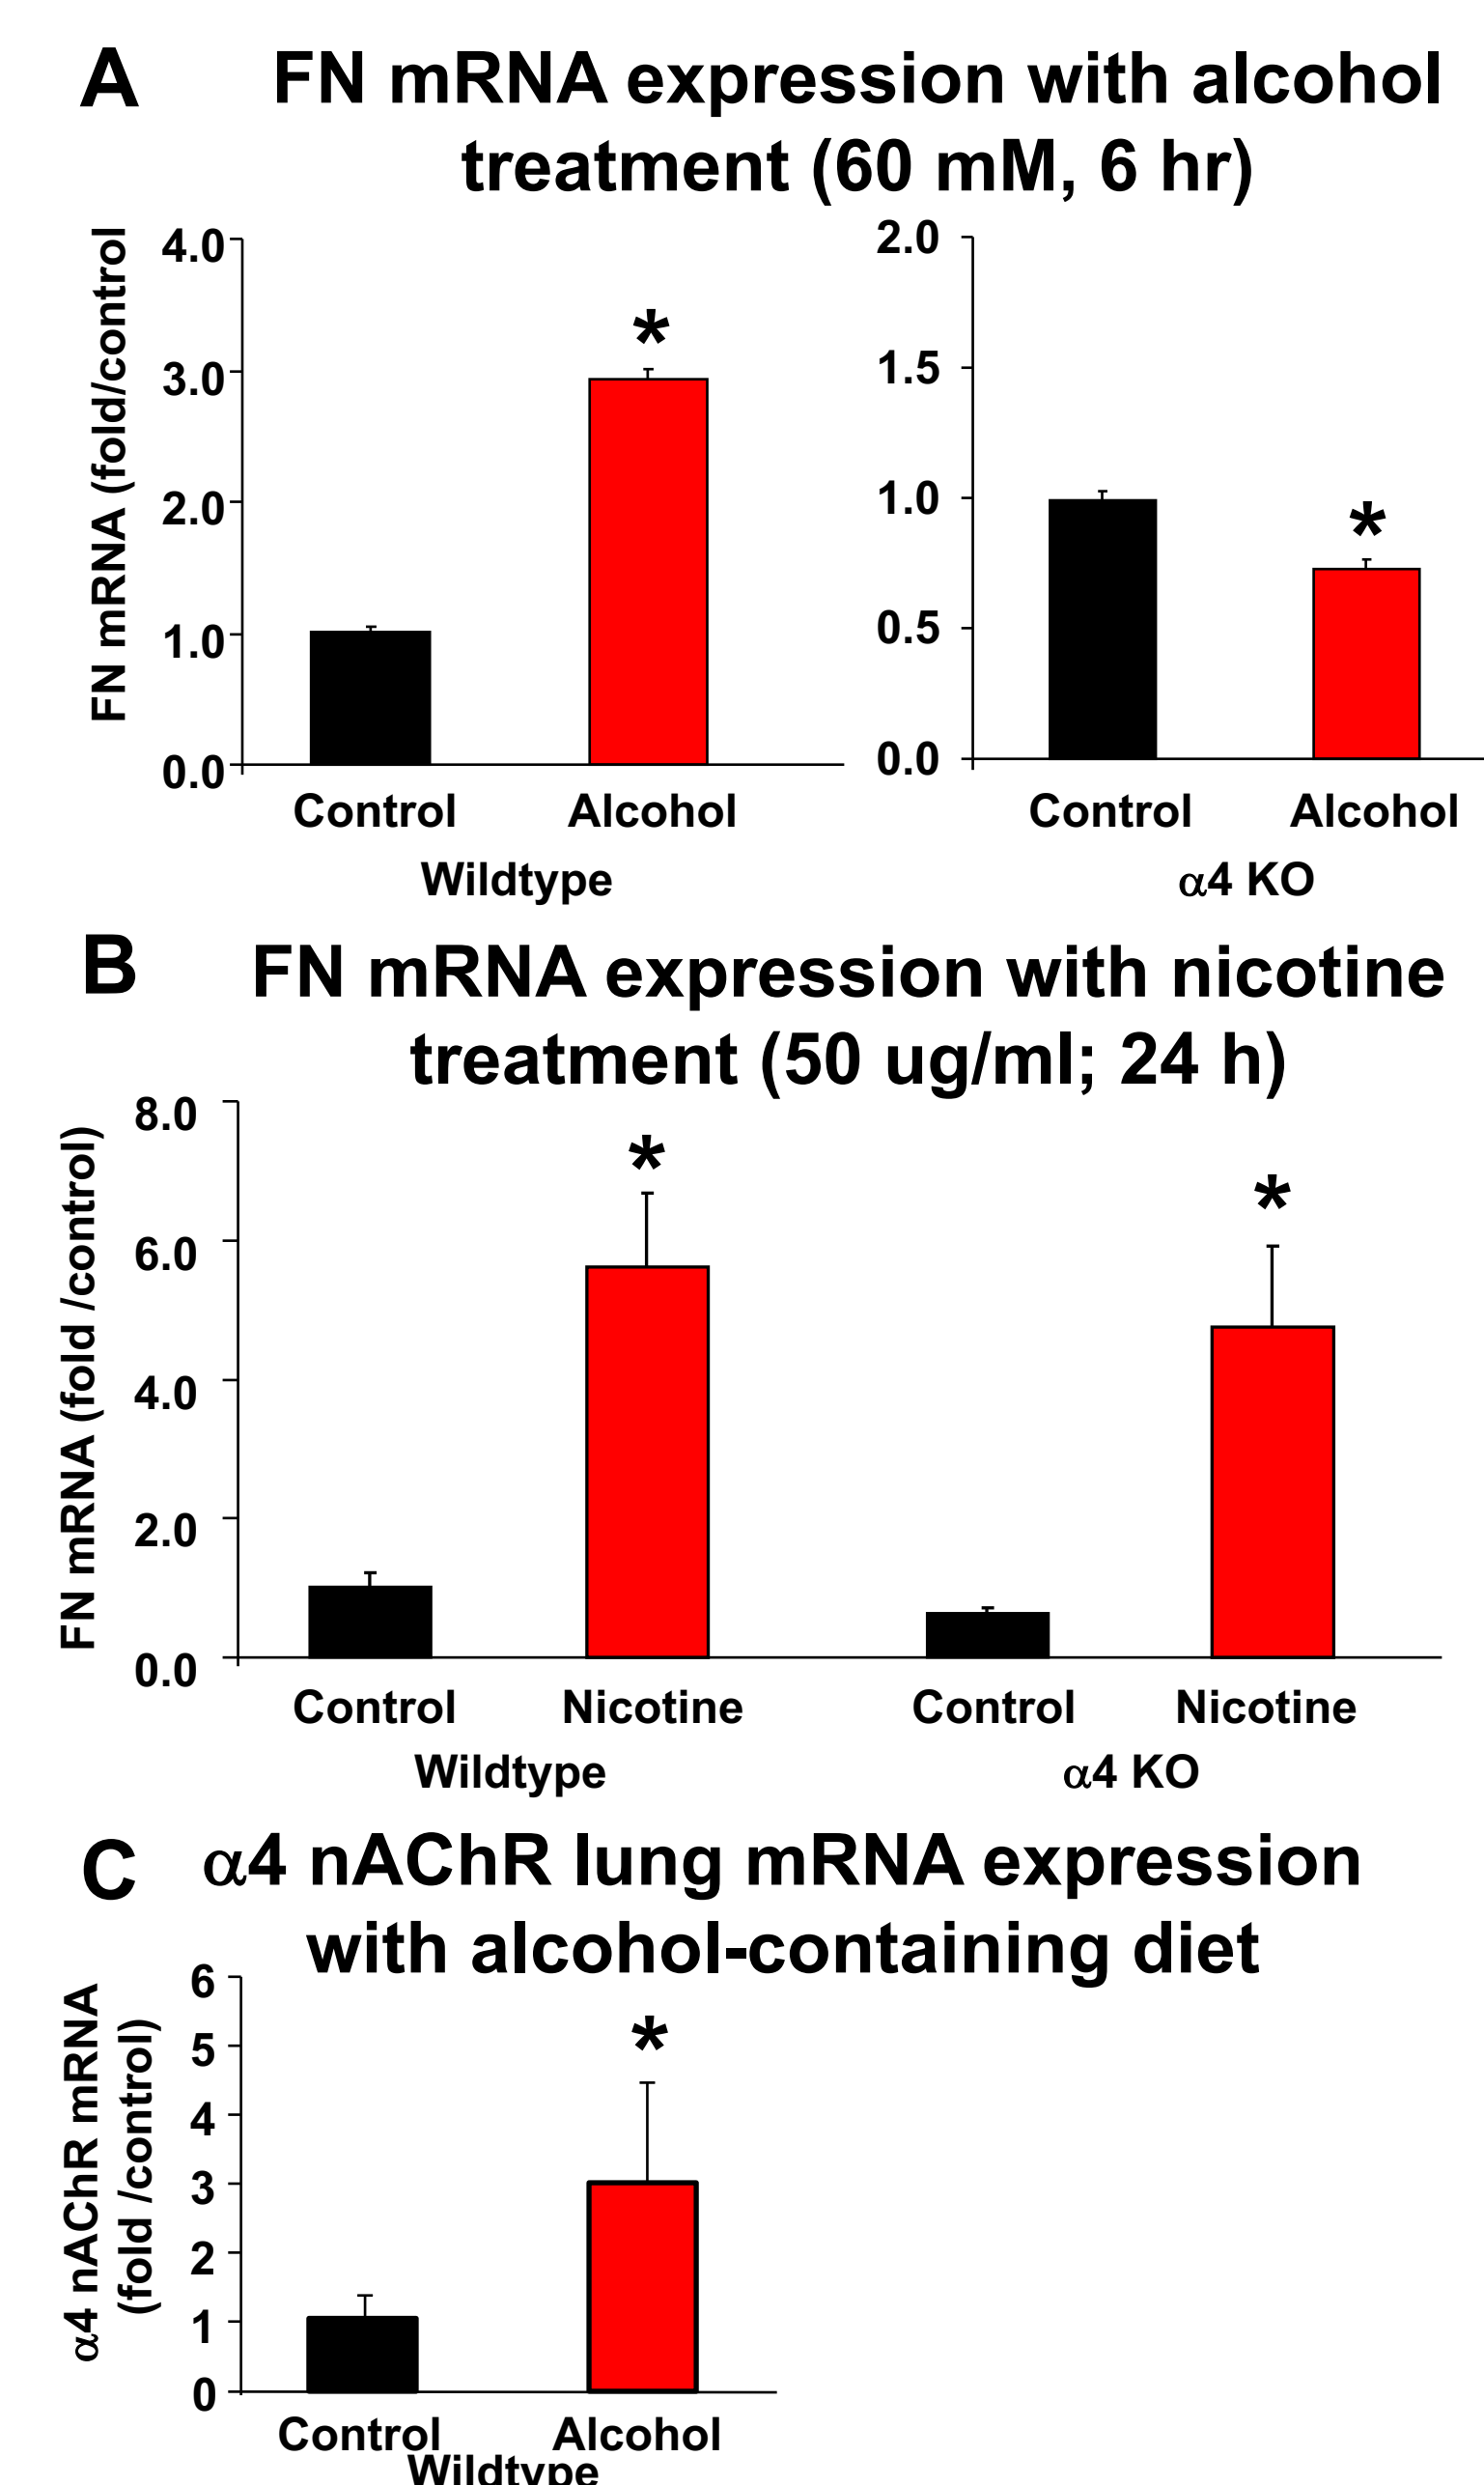 A
FN mRNA expression with alcohol
treatment (60 mM, 6 hr)
FN mRNA (fold/control
4.0
3.0
2.0
1.0
0.0
*
Control
Alcohol
Wildtype
2.0
1.5
1.0
0.5
0.0
*
Control
Alcohol
α4 KO
B
FN mRNA expression with nicotine
treatment (50 ug/ml; 24 h)
FN mRNA (fold /control)
8.0
6.0
4.0
2.0
0.0
*
*
Control
Nicotine
Control
Nicotine
Wildtype
α4 KO
C
α4 nAChR lung mRNA expression
with alcohol-containing diet
α4 nAChR mRNA
(fold /control)
6
5
4
3
2
1
0
*
Control
Alcohol
Wildtype